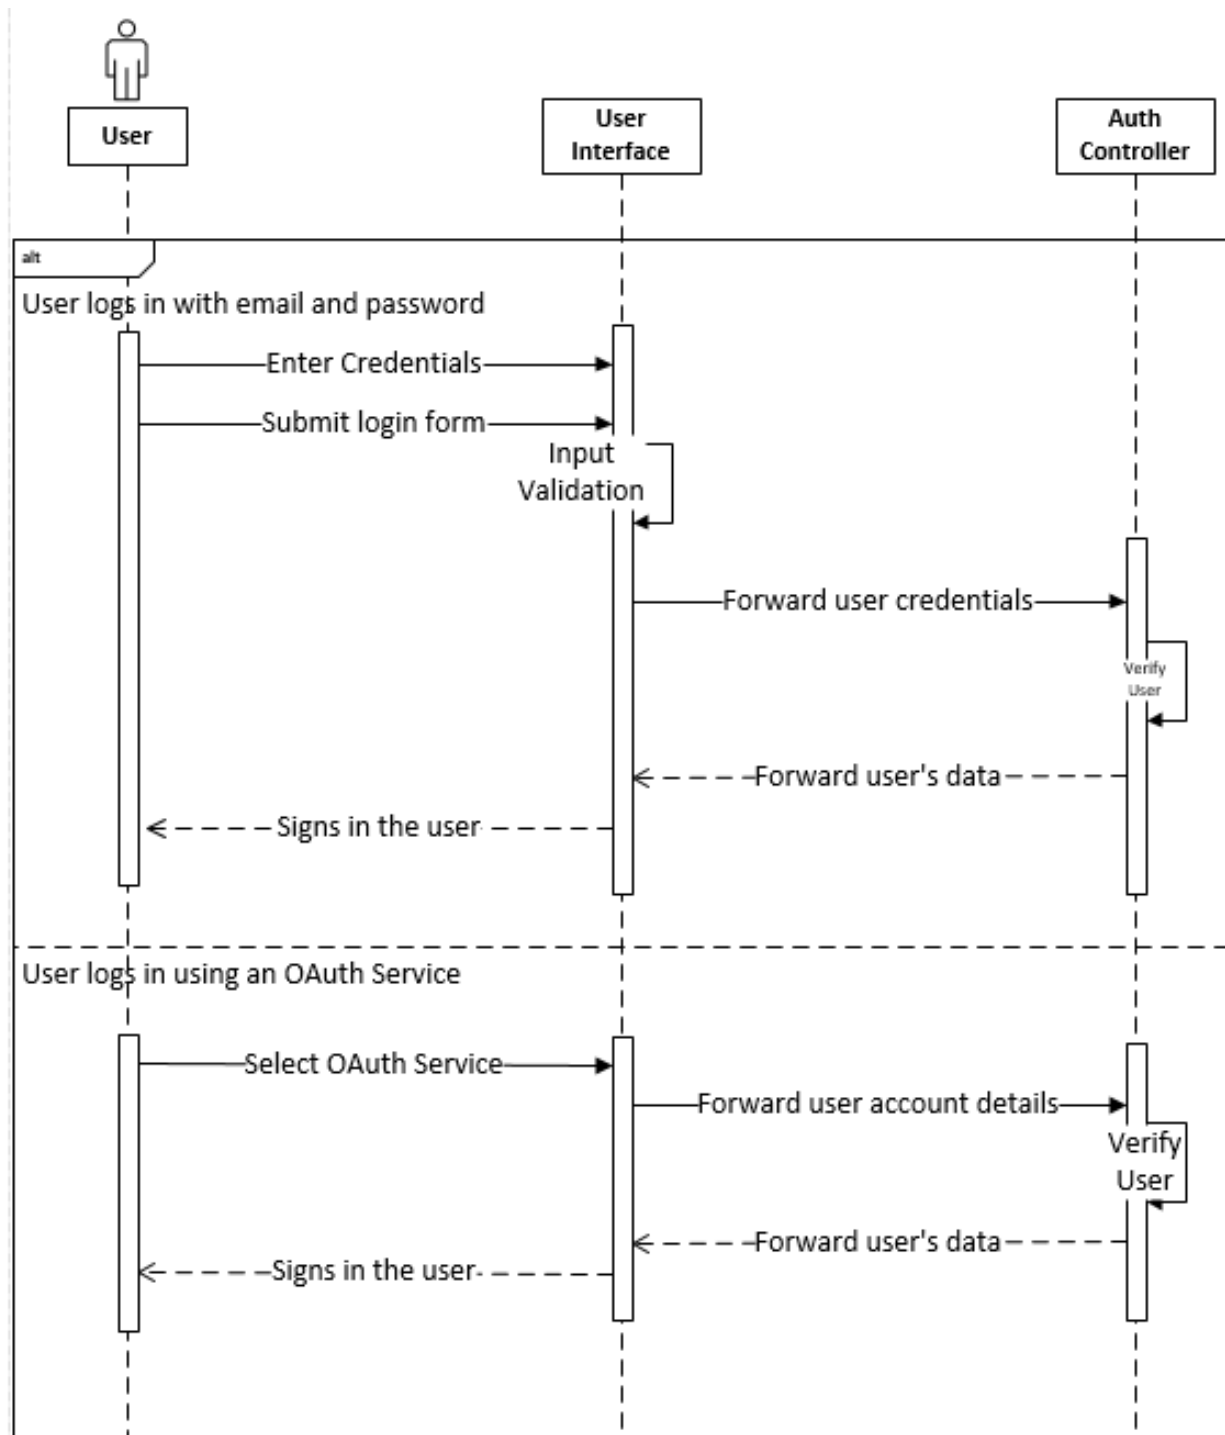 User
User
Interface
Auth
Controller
alt
User logs in with email and password
Enter Credentials
Submit login form
Input
Validation
Forward user credentials
Verify
User
Forward user's data
Signs in the user
User logs in using an OAuth Service
Select OAuth Service
Forward user account details
Verify
User
Forward user's data
Signs in the user